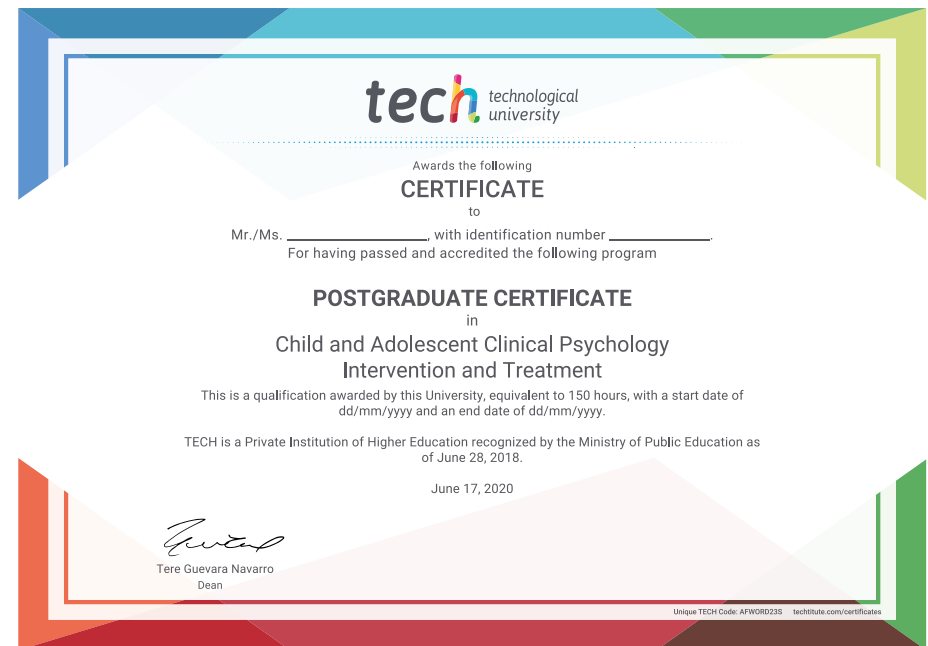 tech technological
university
Awards the following
CERTIFICATE
to
Mr./Ms. ____________, with identification number ____________.
For having passed and accredited the following program
POSTGRADUATE CERTIFICATE
in
Child and Adolescent Clinical Psychology
Intervention and Treatment
This is a qualification awarded by this University, equivalent to 150 hours, with a start date of
dd/mm/yyyy and an end date of dd/mm/yyyy.
TECH is a Private Institution of Higher Education recognized by the Ministry of Public Education as
of June 28, 2018.
June 17, 2020
Tere Guevara Navarro
Dean
Unique TECH Code: AFWORD23S techtitute.com/certificates